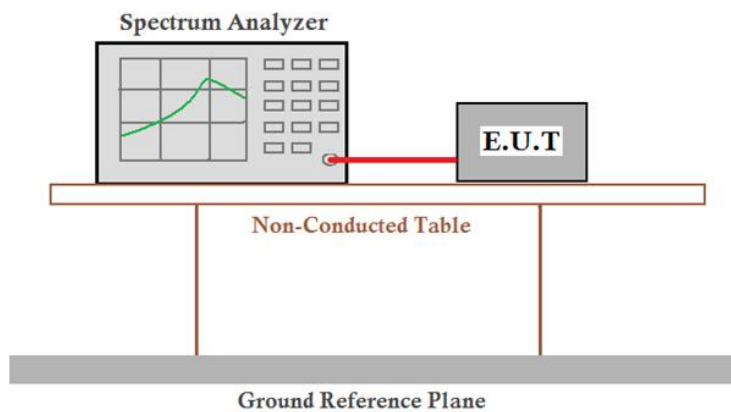 Spectrum Analyzer
E.U.T
Non-Conducted Table
Ground Reference Plane